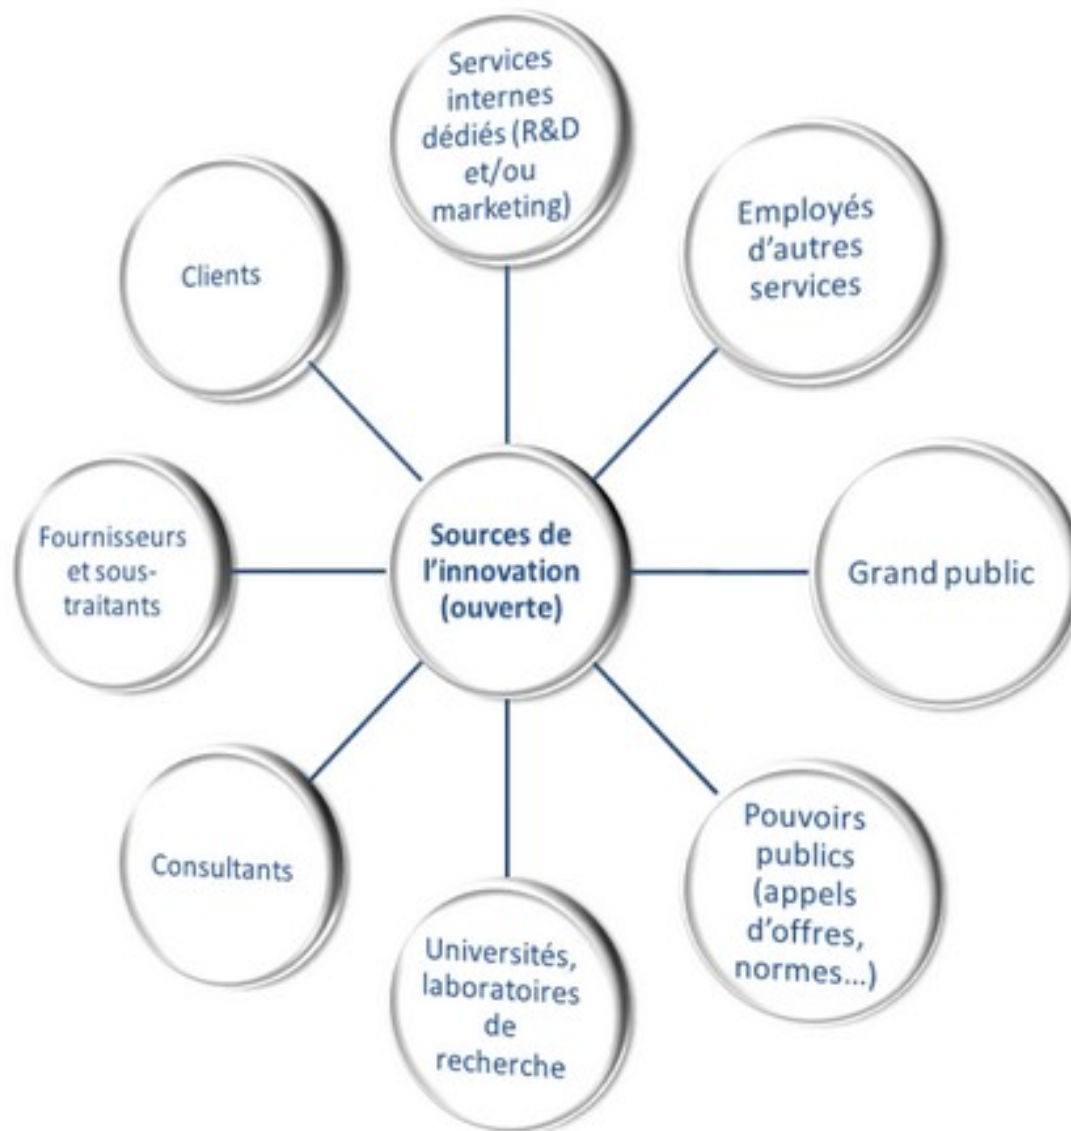 Services
internes
dédiés (R&D
et/ou
marketing)
Employés
d'autres
services
Clients
Sources de
l'innovation
(ouverte)
Fournisseurs
et sous-
traitants
Grand public
Consultants
Pouvoirs
publics
(appels
d'offres,
normes...)
Universités,
laboratoires
de
recherche